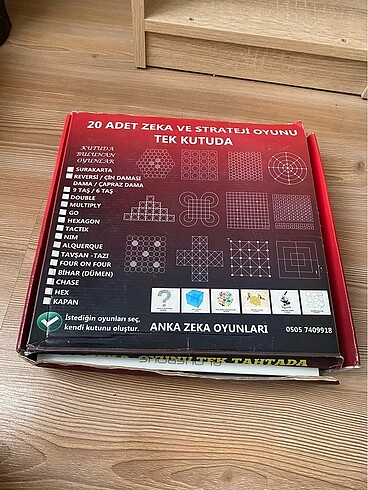 20 ADET ZEKA VE STRATEJİ OYUNU
TEK KUTUDA
KUTUDA
BULUNAN
OYUNLAR
SURAKARTA
REVERSİ / ÇİN DAMASI
DAMA / ÇAPRAZ DAMA
9 TAŞ / 6 TAŞ
DOUBLE
MULTIPLY
GO
HEXAGON
TACTIX
NIM
ALQUERQUE
TAVŞAN -TAZI
FOUR ON FOUR
BİHAR (DÜMEN)
CHASE
HEX
KAPAN
İstediğin oyunları seç,
kendi kutunu oluştur.
ANKA ZEKA OYUNLARI
0505 7409918
TEK TAHTADA